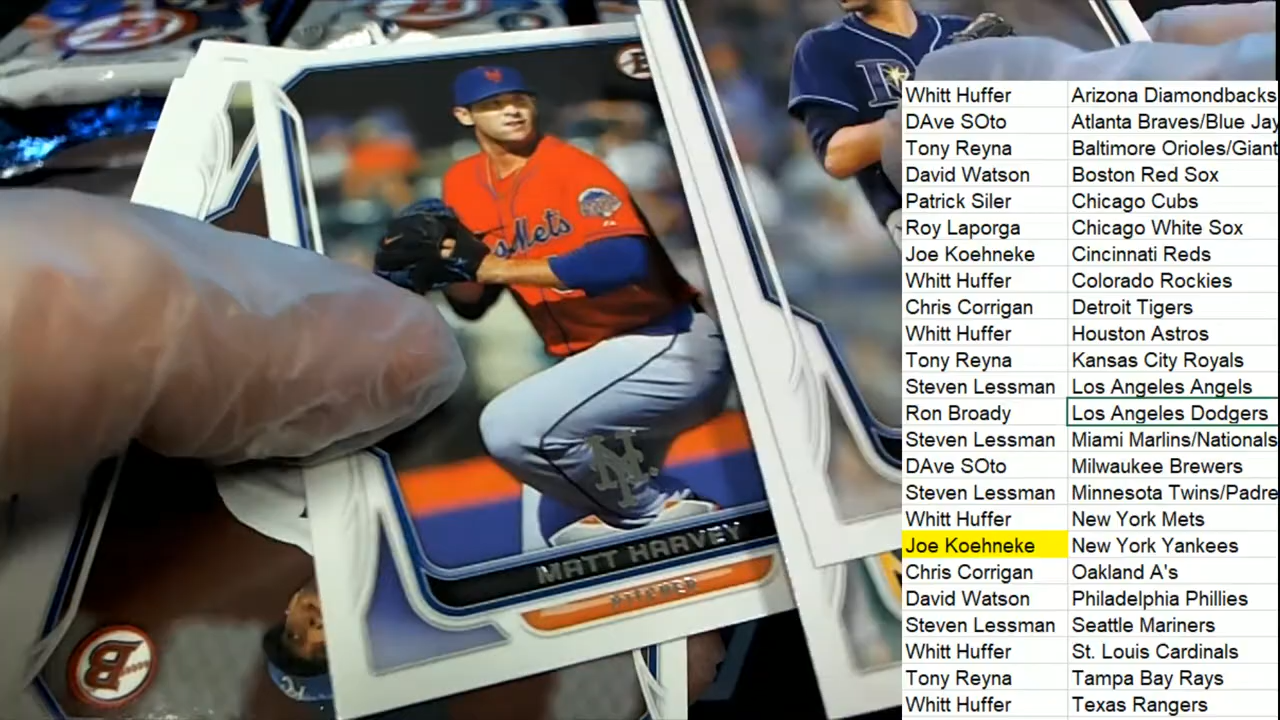 Mets
NY
MATT HARVEY
PITCHER
B
R
B
Whitt Huffer Arizona Diamondbacks
DAve SOto Atlanta Braves/Blue Jay
Tony Reyna Baltimore Orioles/Giant
David Watson Boston Red Sox
Patrick Siler Chicago Cubs
Roy Laporga Chicago White Sox
Joe Koehneke Cincinnati Reds
Whitt Huffer Colorado Rockies
Chris Corrigan Detroit Tigers
Whitt Huffer Houston Astros
Tony Reyna Kansas City Royals
Steven Lessman Los Angeles Angels
Ron Broady Los Angeles Dodgers
Steven Lessman Miami Marlins/Nationals
DAve SOto Milwaukee Brewers
Steven Lessman Minnesota Twins/Padre
Whitt Huffer New York Mets
Joe Koehneke New York Yankees
Chris Corrigan Oakland A's
David Watson Philadelphia Phillies
Steven Lessman Seattle Mariners
Whitt Huffer St. Louis Cardinals
Tony Reyna Tampa Bay Rays
Whitt Huffer Texas Rangers